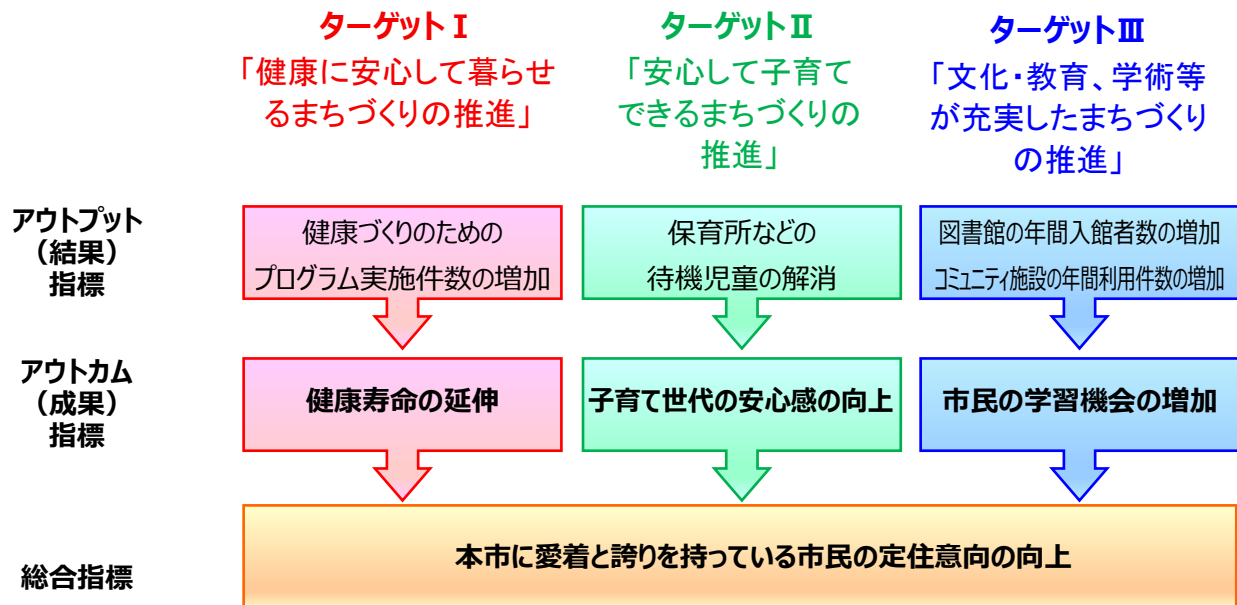 ターゲットⅠ
「健康に安心して暮らせ
るまちづくりの推進」
ターゲットⅡ
「安心して子育て
できるまちづくりの
推進」
ターゲットⅢ
「文化・教育、学術等
が充実したまちづくり
の推進」
アウトプット
（結果）
指標
健康づくりのための
プログラム実施件数の増加
保育所などの
待機児童の解消
図書館の年間入館者数の増加
コミュニティ施設の年間利用件数の増加
アウトカム
（成果）
指標
健康寿命の延伸
子育て世代の安心感の向上
市民の学習機会の増加
総合指標
本市に愛着と誇りを持っている市民の定住意向の向上